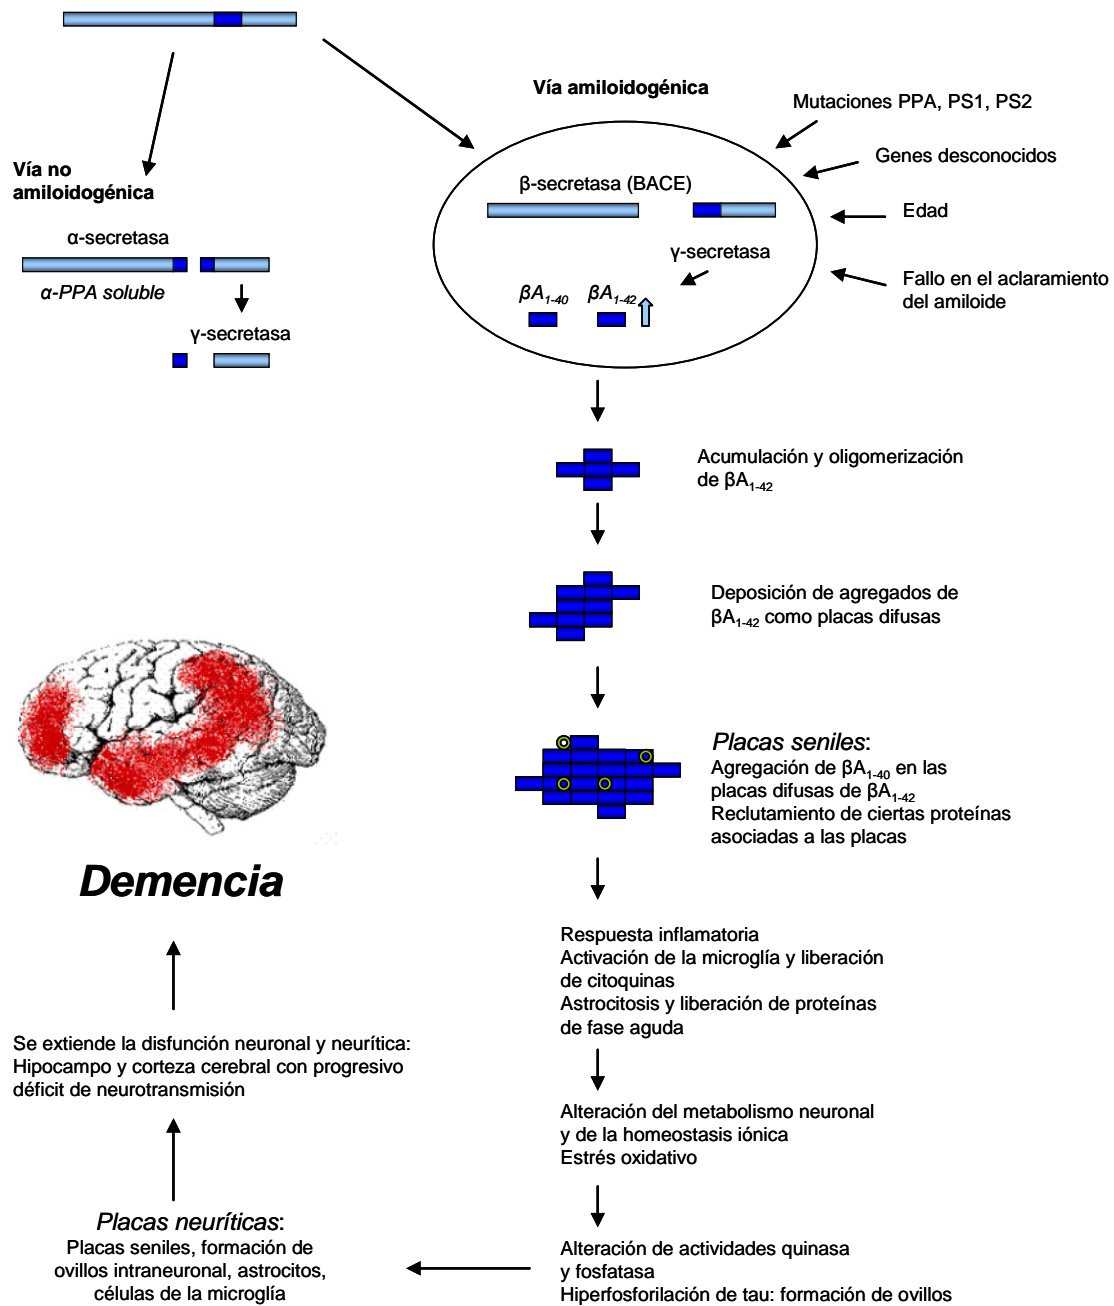 Vía amiloidogénica
Mutaciones PPA, PS1, PS2
Genes desconocidos
Edad
Fallo en el aclaramiento
del amiloide
Vía no
amiloidogénica
α-secretasa
α-PPA soluble
γ-secretasa
β-secretasa (BACE)
γ-secretasa
βA1-40 βA1-42
Acumulación y oligomerización
de βA1-42
Deposición de agregados de
βA1-42 como placas difusas
Placas seniles:
Agregación de βA1-40 en las
placas difusas de βA1-42
Reclutamiento de ciertas proteínas
asociadas a las placas
Respuesta inflamatoria
Activación de la microglía y liberación
de citoquinas
Astrocitosis y liberación de proteínas
de fase aguda
Alteración del metabolismo neuronal
y de la homeostasis iónica
Estrés oxidativo
Alteración de actividades quinasa
y fosfatasa
Hiperfosforilación de tau: formación de ovillos
Placas neuríticas:
Placas seniles, formación de
ovillos intraneuronal, astrocitos,
células de la microglía
Se extiende la disfunción neuronal y neurítica:
Hipocampo y corteza cerebral con progresivo
déficit de neurotransmisión
Demencia